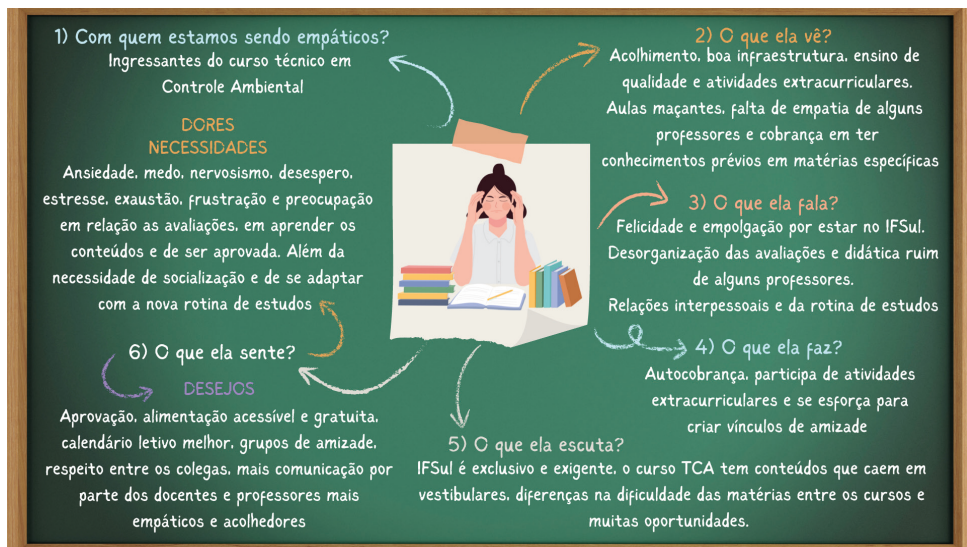 1) Com quem estamos sendo empáticos?
Ingressantes do curso técnico em
Controle Ambiental
2) O que ela vê?
Acolhimento, boa infraestrutura, ensino de
qualidade e atividades extracurriculares.
Aulas maçantes, falta de empatia de alguns
professores e cobrança em ter
conhecimentos prévios em matérias específicas
3) O que ela fala?
Felicidade e empolgação por estar no IFSul.
Desorganização das avaliações e didática ruim
de alguns professores.
Relações interpessoais e da rotina de estudos
4) O que ela faz?
Autocobrança, participa de atividades
extracurriculares e se esforça para
criar vínculos de amizade
5) O que ela escuta?
IFSul é exclusivo e exigente, o curso TCA tem conteúdos que caem em
vestibulares, diferenças na dificuldade das matérias entre os cursos e
muitas oportunidades.
6) O que ela sente?
DORES
NECESSIDADES
Ansiedade, medo, nervosismo, desespero,
estresse, exaustão, frustração e preocupação
em relação as avaliações, em aprender os
conteúdos e de ser aprovada. Além da
necessidade de socialização e de se adaptar
com a nova rotina de estudos
DESEJOS
Aprovação, alimentação acessível e gratuita,
calendário letivo melhor, grupos de amizade,
respeito entre os colegas, mais comunicação por
parte dos docentes e professores mais
empáticos e acolhedores